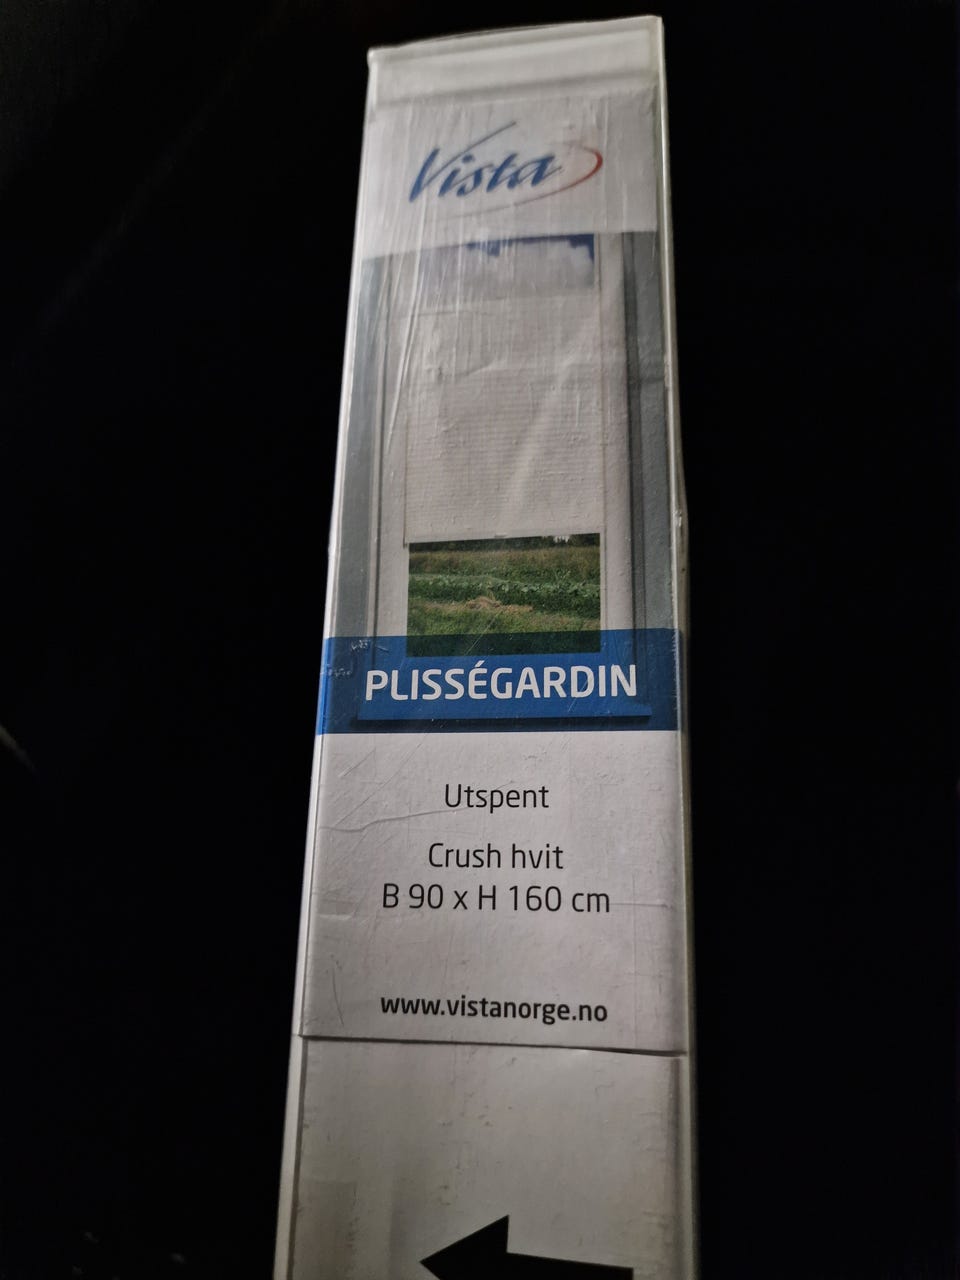 Vista
PLISSÉGARDIN
Utspent
Crush hvit
B 90 x H 160 cm
www.vistanorge.no